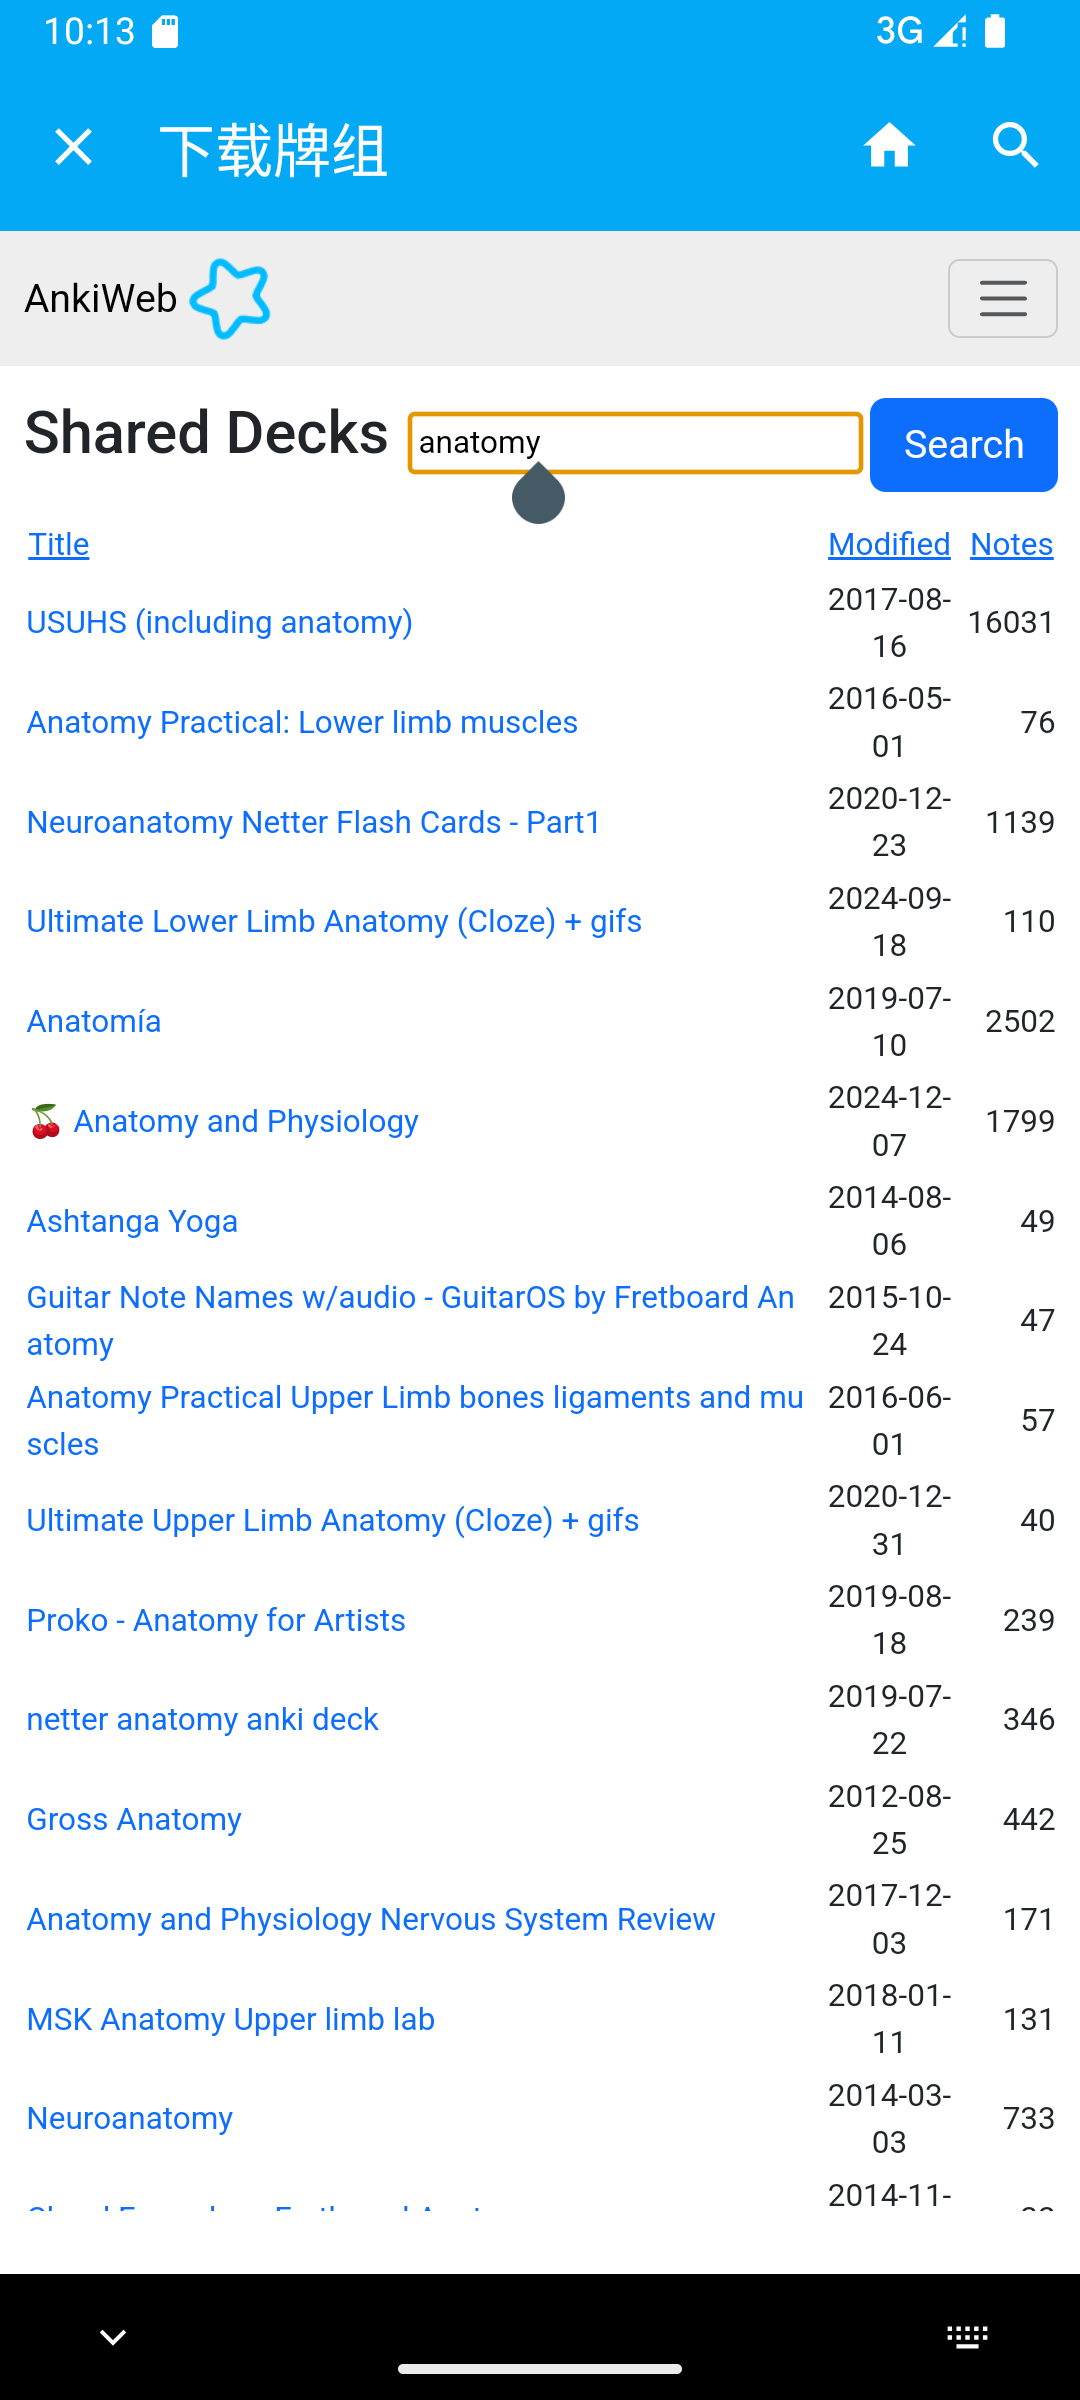 10:13 3G
下载牌组
AnkiWeb
Shared Decks anatomy Search
Title Modified Notes
USUHS (including anatomy) 2017-08-16 16031
Anatomy Practical: Lower limb muscles 2016-05-01 76
Neuroanatomy Netter Flash Cards - Part1 2020-12-23 1139
Ultimate Lower Limb Anatomy (Cloze) + gifs 2024-09-18 110
Anatomía 2019-07-10 2502
🍒 Anatomy and Physiology 2024-12-07 1799
Ashtanga Yoga 2014-08-06 49
Guitar Note Names w/audio - GuitarOS by Fretboard An
atomy 2015-10-24 47
Anatomy Practical Upper Limb bones ligaments and mu
scles 2016-06-01 57
Ultimate Upper Limb Anatomy (Cloze) + gifs 2020-12-31 40
Proko - Anatomy for Artists 2019-08-18 239
netter anatomy anki deck 2019-07-22 346
Gross Anatomy 2012-08-25 442
Anatomy and Physiology Nervous System Review 2017-12-03 171
MSK Anatomy Upper limb lab 2018-01-11 131
Neuroanatomy 2014-03-03 733
2014-11-